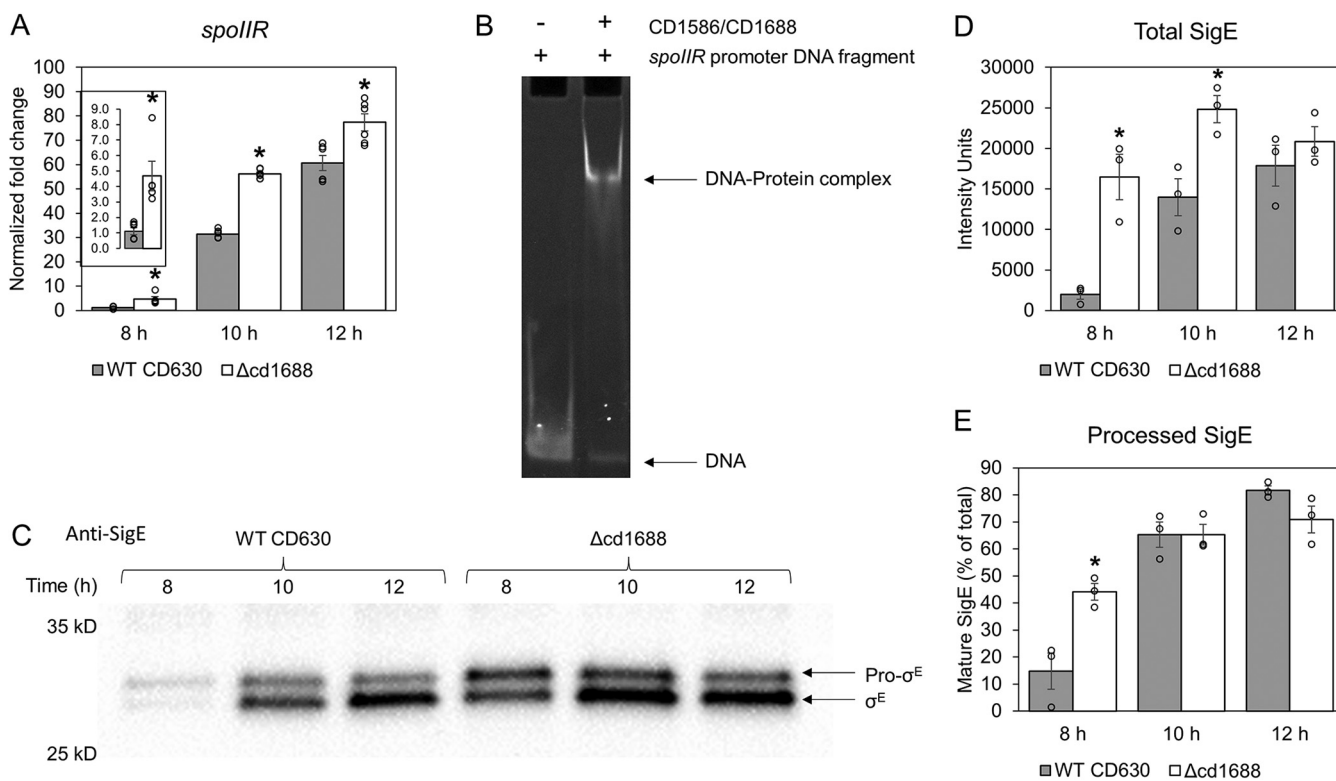 A
spoIIR
Normalized fold change
100
90
80
70
60
50
40
30
20
10
0
9.0
8.0
7.0
6.0
5.0
4.0
3.0
2.0
1.0
0.0
*
*
*
*
8 h
10 h
12 h
WT CD630
Δcd1688
B
- + CD1586/CD1688
+ + spoIIR promoter DNA fragment
DNA-Protein complex
DNA
C
Anti-SigE
WT CD630
Δcd1688
Time (h) 8 10 12 8 10 12
35 kD
25 kD
Pro-σE
σE
D
Total SigE
Intensity Units
30000
25000
20000
15000
10000
5000
0
*
*
8 h
10 h
12 h
WT CD630
Δcd1688
E
Processed SigE
Mature SigE (% of total)
90
80
70
60
50
40
30
20
10
0
*
8 h
10 h
12 h
WT CD630
Δcd1688